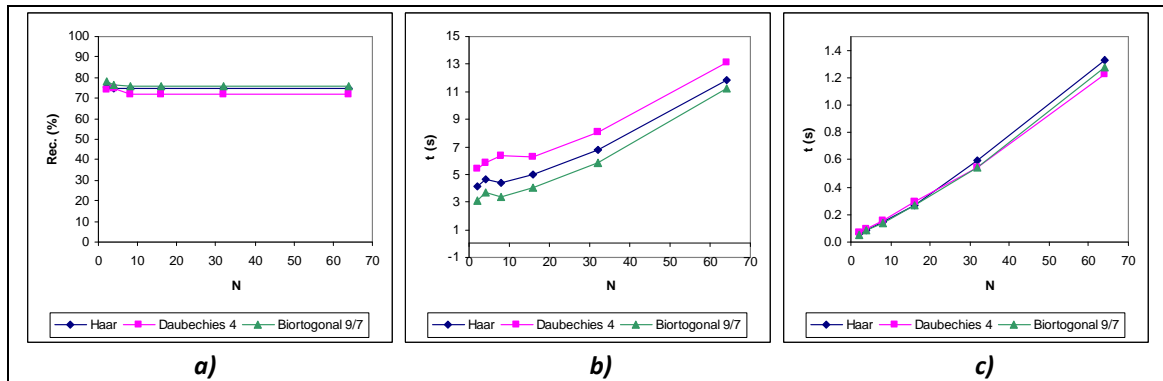 100
90
80
70
60
50
40
30
20
10
0
Rec. (%)
0 10 20 30 40 50 60 70
N
Haar Daubechies 4 Biortogonal 9/7
a)
15
13
11
9
7
5
3
1
-1
t (s)
0 10 20 30 40 50 60 70
N
Haar Daubechies 4 Biortogonal 9/7
b)
1.4
1.2
1.0
0.8
0.6
0.4
0.2
0.0
t (s)
0 10 20 30 40 50 60 70
N
Haar Daubechies 4 Biortogonal 9/7
c)